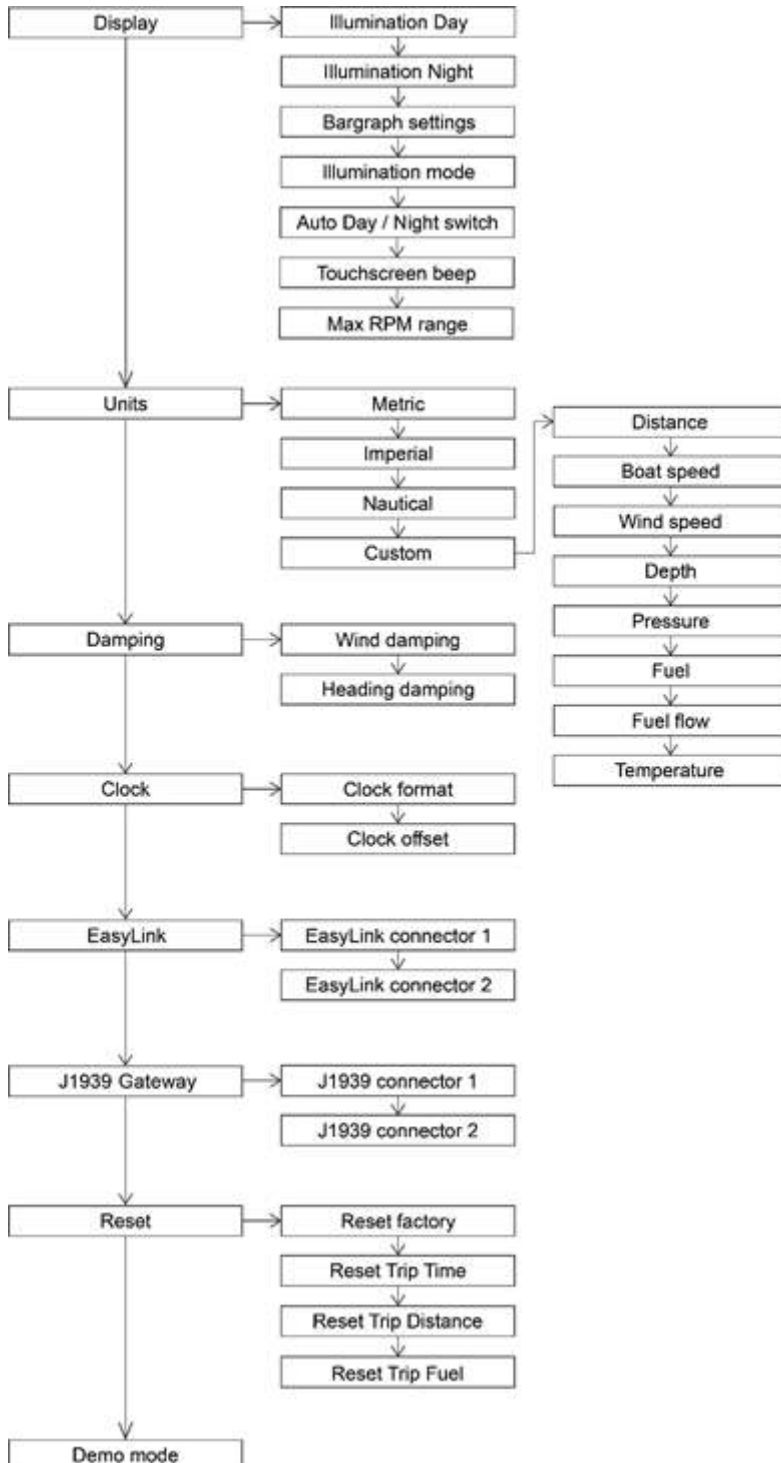 Display
Illumination Day
Illumination Night
Bargraph settings
Illumination mode
Auto Day / Night switch
Touchscreen beep
Max RPM range
Units
Metric
Imperial
Nautical
Custom
Distance
Boat speed
Wind speed
Depth
Pressure
Fuel
Fuel flow
Temperature
Damping
Wind damping
Heading damping
Clock
Clock format
Clock offset
EasyLink
EasyLink connector 1
EasyLink connector 2
J1939 Gateway
J1939 connector 1
J1939 connector 2
Reset
Reset factory
Reset Trip Time
Reset Trip Distance
Reset Trip Fuel
Demo mode